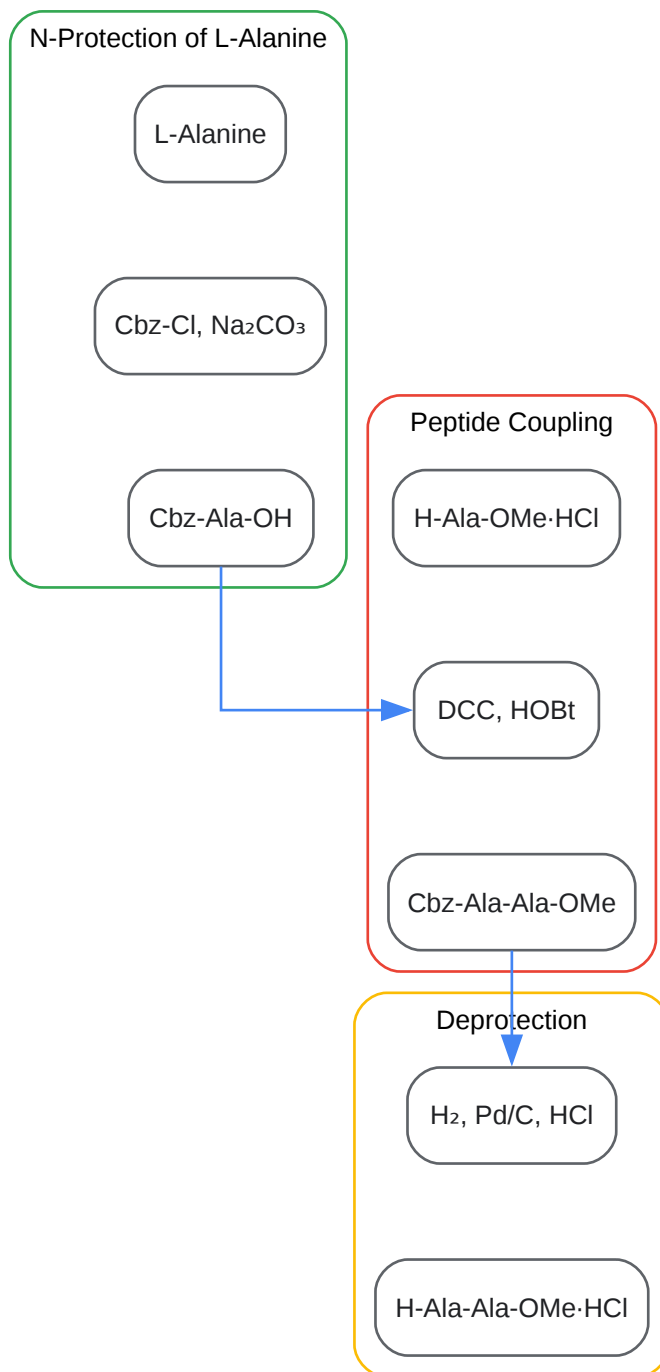 N-Protection of L-Alanine
L-Alanine
Cbz-Cl, Na₂CO₃
Cbz-Ala-OH
Peptide Coupling
H-Ala-OMe·HCl
DCC, HOBt
Cbz-Ala-Ala-OMe
Deprotection
H₂, Pd/C, HCl
H-Ala-Ala-OMe·HCl